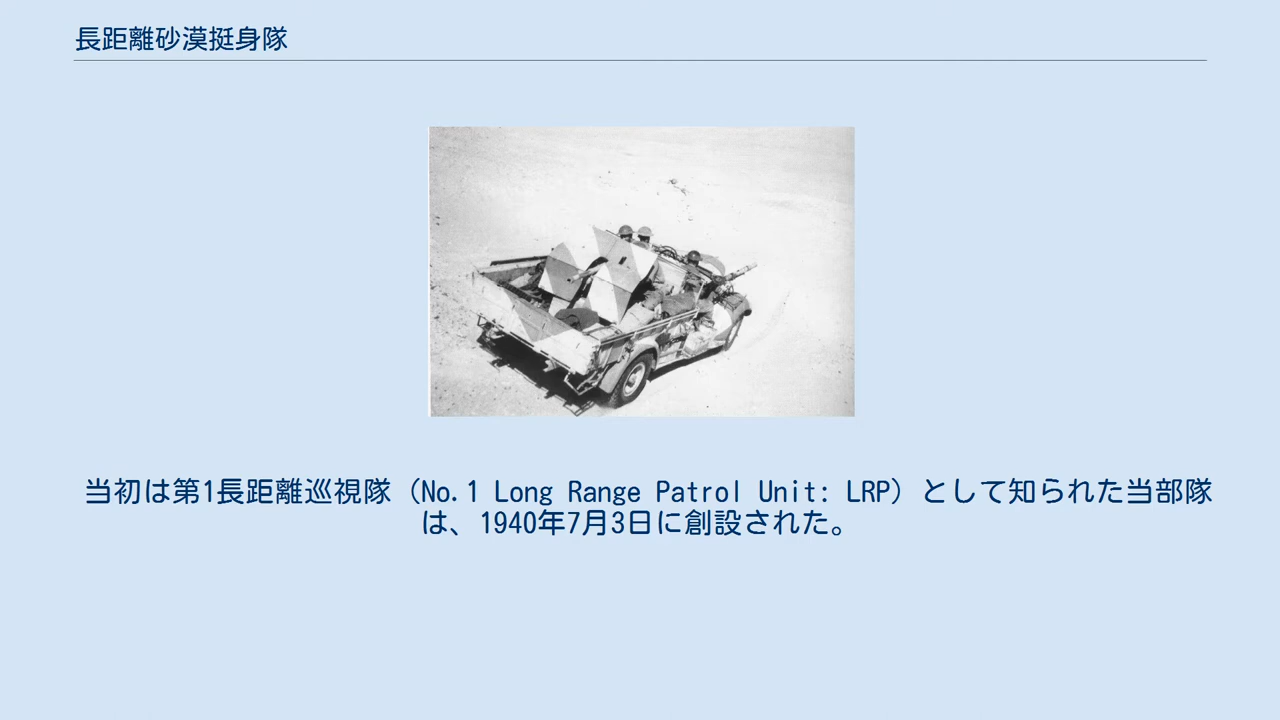 長距離砂漠挺身隊
当初は第1長距離巡視隊（No.1 Long Range Patrol Unit: LRP）として知られた当部隊
は、1940年7月3日に創設された。